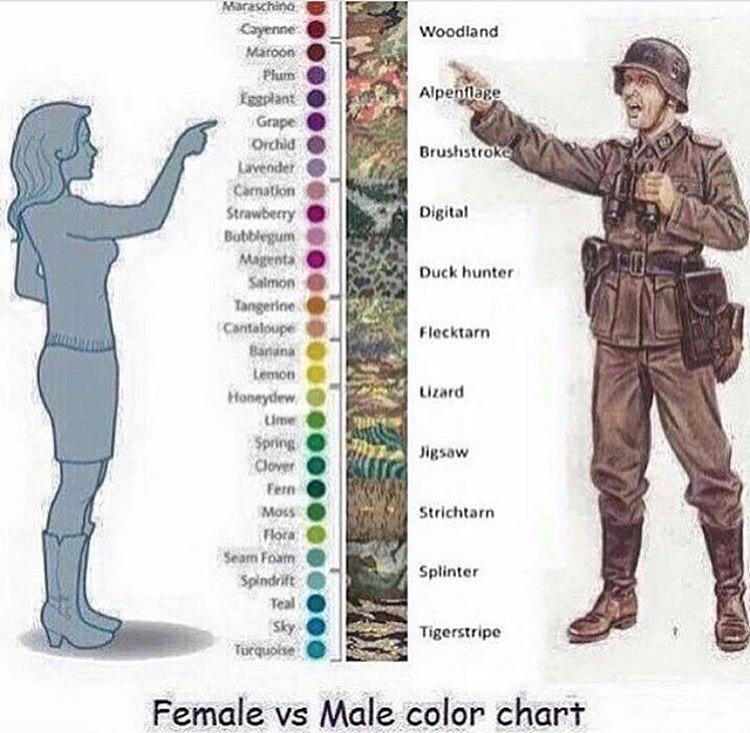 Maraschino
Cayenne
Maroon
Plum
Eggplant
Grape
Orchid
Lavender
Carnation
Strawberry
Bubblegum
Magenta
Salmon
Tangerine
Cantaloupe
Banana
Lemon
Honeydew
Lime
Spring
Clover
Fern
Moss
Flora
Seam Foam
Spindrift
Teal
Sky
Turquoise
Woodland
Alpenflage
Brushstroke
Digital
Duck hunter
Flecktarn
Lizard
Jigsaw
Strichtarn
Splinter
Tigerstripe
Female vs Male color chart